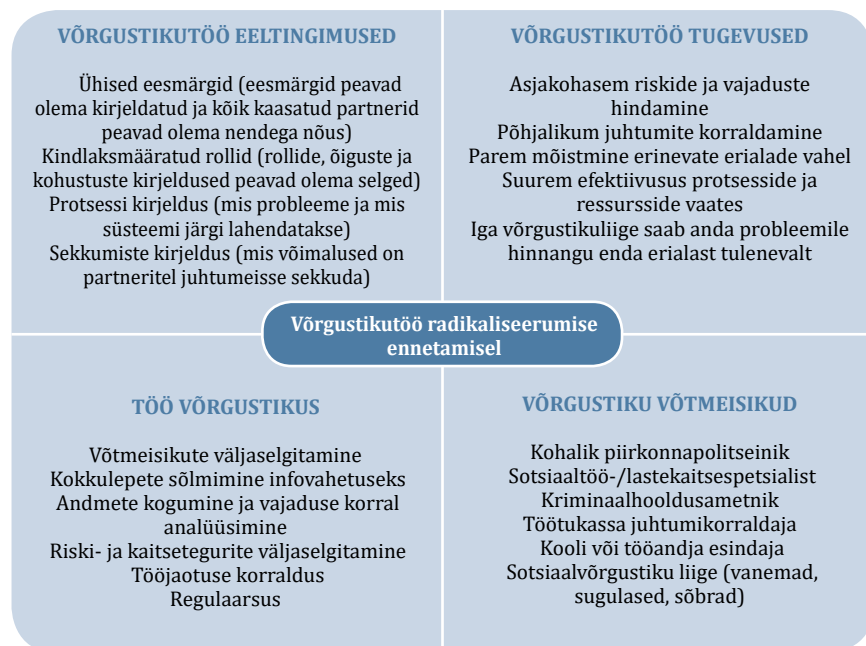 VÕRGUSTIKUTÖÖ EELTINGIMUSED
Ühised eesmärgid (eesmärgid peavad
olema kirjeldatud ja kõik kaasatud partnerid
peavad olema nendega nõus)
Kindlaksmääratud rollid (rollide, õiguste ja
kohustuste kirjeldused peavad olema selged)
Protsessi kirjeldus (mis probleeme ja mis
süsteemi järgi lahendatakse)
Sekkumiste kirjeldus (mis võimalused on
partneritel juhtumeisse sekkuda)
VÕRGUSTIKUTÖÖ TUGEVUSED
Asjakohasem riskide ja vajaduste
hindamine
Põhjalikum juhtumite korraldamine
Parem mõistmine erinevate erialade vahel
Suurem efektiivusus protsesside ja
ressursside vaates
Iga võrgustikuliige saab anda probleemile
hinnangu enda erialast tulenevalt
Võrgustikutöö radikaliseerumise
ennetamisel
TÖÖ VÕRGUSTIKUS
Võtmeisikute väljaselgitamine
Kokkulepete sõlmimine infovahetuseks
Andmete kogumine ja vajaduse korral
analüüsimine
Riski- ja kaitsetegurite väljaselgitamine
Tööjaotuse korraldus
Regulaarsus
VÕRGUSTIKU VÕTMEISIKUD
Kohalik piirkonnapolitseinik
Sotsiaaltöö-/lastekaitsespetsialist
Kriminaalhooldusametnik
Töötukassa juhtumikorraldaja
Kooli või tööandja esindaja
Sotsiaalvõrgustiku liige (vanemad,
sugulased, sõbrad)